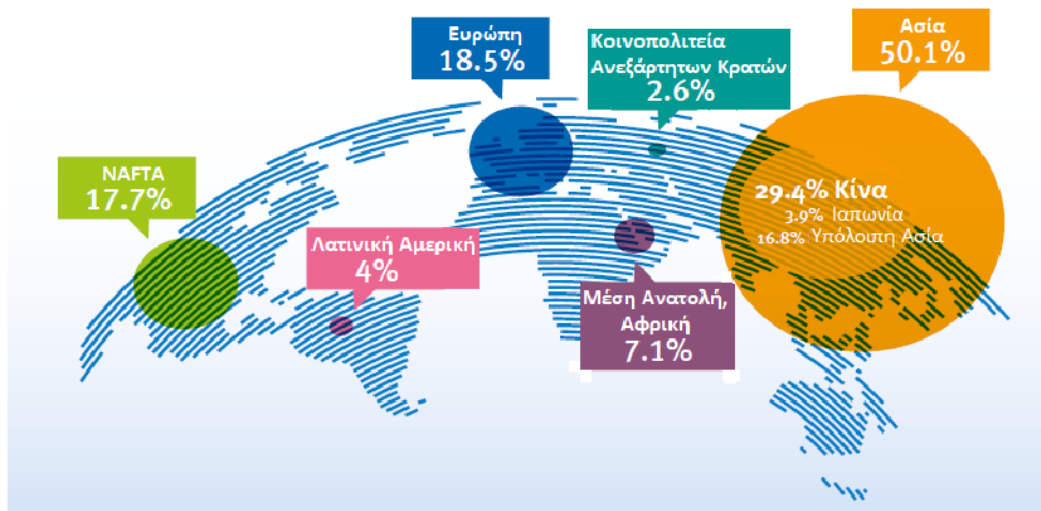 Ευρώπη
18.5%
Κοινοπολιτεία
Ανεξάρτητων Κρατών
2.6%
Ασία
50.1%
NAFTA
17.7%
29.4% Κίνα
3.9% Ιαπωνία
16.8% Υπόλοιπη Ασία
Λατινική Αμερική
4%
Μέση Ανατολή,
Αφρική
7.1%